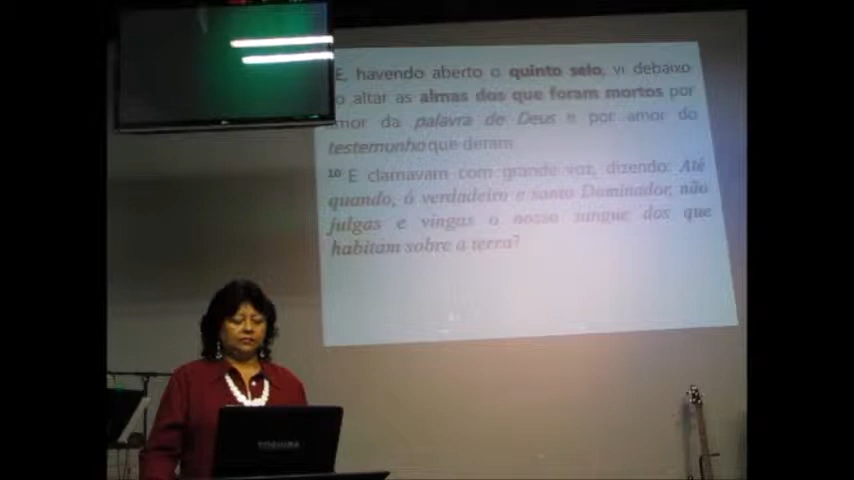 E, havendo aberto o quinto selo, vi debaixo
o altar as almas dos que foram mortos por
mor da palavra de Deus e por amor do
testemunho que deram
10 E clamavam com grande voz, dizendo: Até
quando, ó verdadeiro e santo Dominador, não
julgas e vingas o nosso sangue dos que
habitam sobre a terra?
TOSHIBA